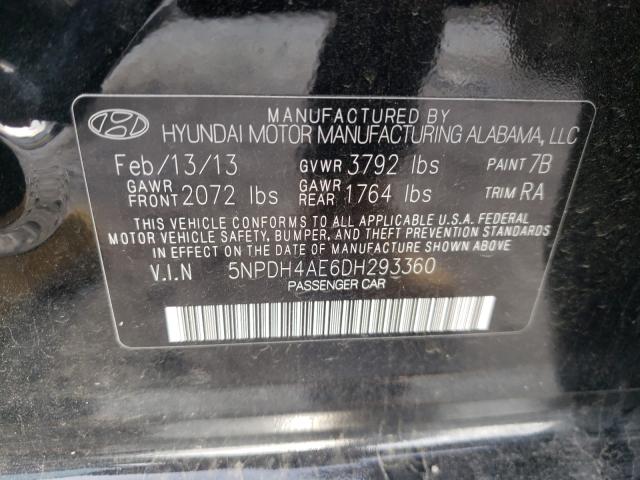 MANUFACTURED BY
HYUNDAI MOTOR MANUFACTURING ALABAMA, LLC
Feb/13/13 GVWR 3792 lbs PAINT 7B
GAWR FRONT 2072 lbs GAWR REAR 1764 lbs TRIM RA
THIS VEHICLE CONFORMS TO ALL APPLICABLE U.S.A. FEDERAL
MOTOR VEHICLE SAFETY, BUMPER, AND THEFT PREVENTION STANDARDS
IN EFFECT ON THE DATE OF MANUFACTURE SHOWN ABOVE.
V.I.N 5NPDH4AE6DH293360
PASSENGER CAR